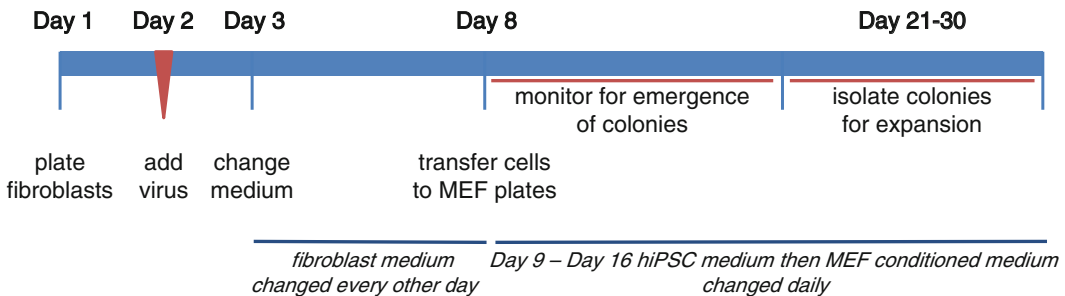 Day 1 Day 2 Day 3 Day 8 Day 21-30
monitor for emergence
of colonies
isolate colonies
for expansion
plate
fibroblasts
add
virus
change
medium
transfer cells
to MEF plates
fibroblast medium
changed every other day
Day 9 – Day 16 hiPSC medium then MEF conditioned medium
changed daily